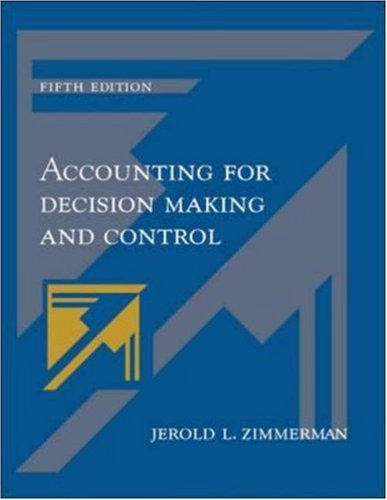 FIFTH EDITION
ACCOUNTING FOR
DECISION MAKING
AND CONTROL
JEROLD L. ZIMMERMAN